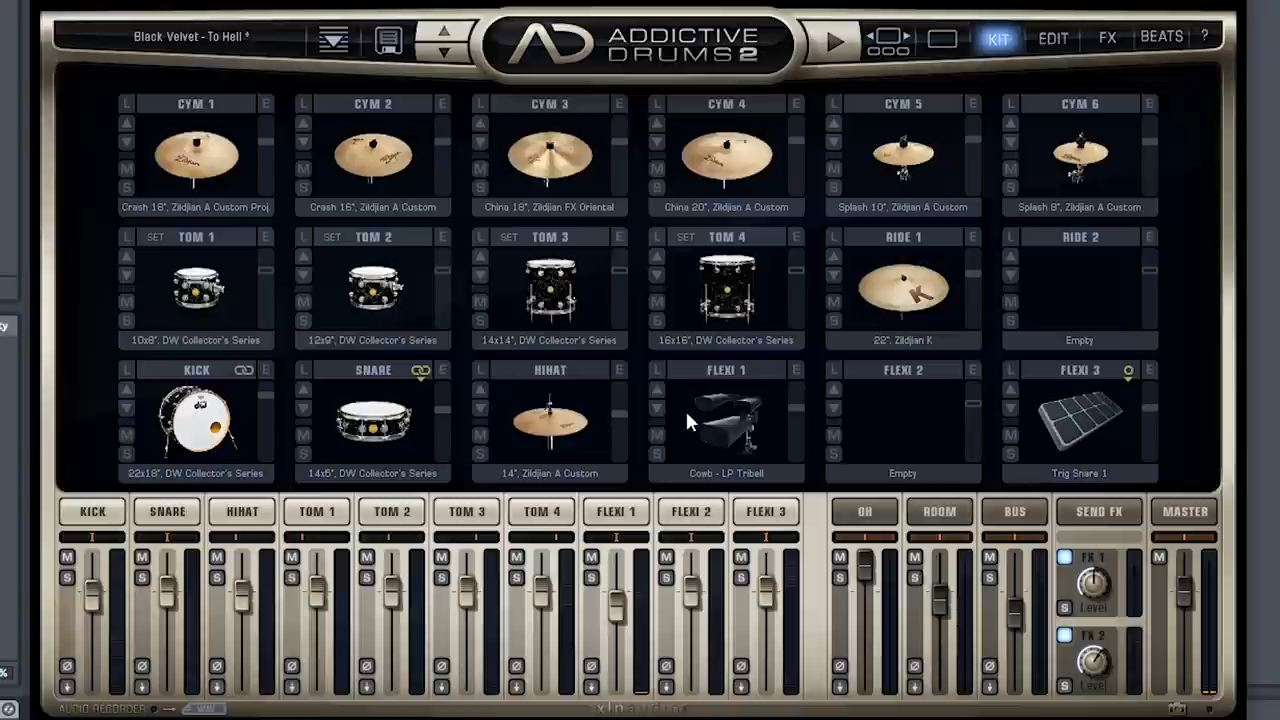 Black Velvet - To Hell *
ADDICTIVE
DRUMS 2
KIT
EDIT
FX
BEATS
?
L CYM 1 E
L CYM 2 E
L CYM 3 E
L CYM 4 E
L CYM 5 E
L CYM 6 E
M M M M M M
S S S S S S
Crash 18", Zildjian A Custom Proj.
Crash 16", Zildjian A Custom
China 18", Zildjian FX Oriental
China 20", Zildjian A Custom
Splash 10", Zildjian A Custom
Splash 8", Zildjian A Custom
L SET TOM 1 E
L SET TOM 2 E
L SET TOM 3 E
L SET TOM 4 E
L RIDE 1 E
L RIDE 2 E
M M M M M M
S S S S S S
10x8", DW Collector's Series
12x9", DW Collector's Series
14x14", DW Collector's Series
16x16", DW Collector's Series
22", Zildjian K
Empty
L KICK E
L SNARE E
L HIHAT E
L FLEXI 1 E
L FLEXI 2 E
L FLEXI 3 E
M M M M M M
S S S S S S
22x18", DW Collector's Series
14x5", DW Collector's Series
14", Zildjian A Custom
Cowb - LP Tribell
Empty
Trig Snare 1
KICK
SNARE
HIHAT
TOM 1
TOM 2
TOM 3
TOM 4
FLEXI 1
FLEXI 2
FLEXI 3
OH
ROOM
BUS
SEND FX
MASTER
M M M M M M M M M M M M M FX 1 M
S S S S S S S S S S S S S S Level
FX 2
S Level
AUDIO RECORDER
xlnaudio